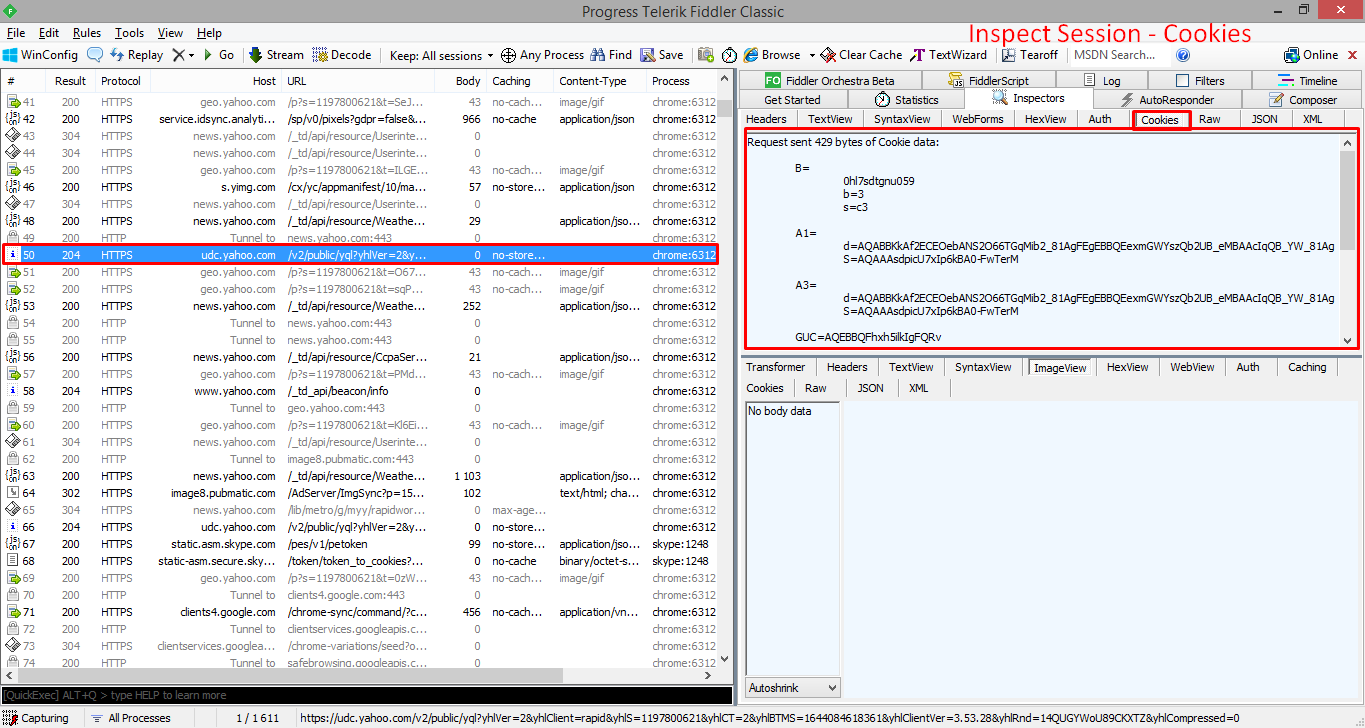 Progress Telerik Fiddler Classic
File Edit Rules Tools View Help
Inspect Session - Cookies
WinConfig Replay Go Stream Decode Keep: All sessions Any Process Find Save Browse Clear Cache TextWizard Tearoff MSDN Search... Online
# Result Protocol Host URL Body Caching Content-Type Process
41 200 HTTPS geo.yahoo.com /p?s=1197800621&t=SeJ... 43 no-cach... image/gif chrome:6312
42 200 HTTPS service.idsync.analyti... /sp/v0/pixels?gdpr=false&... 966 no-cache application/json chrome:6312
43 304 HTTPS news.yahoo.com /_td/api/resource/Userinte... 0 chrome:6312
44 304 HTTPS news.yahoo.com /_td/api/resource/Userinte... 0 chrome:6312
45 200 HTTPS geo.yahoo.com /p?s=1197800621&t=ILGE... 43 no-cach... image/gif chrome:6312
46 200 HTTPS s.yimg.com /cx/yc/appmanifest/10/ma... 57 no-store... application/json chrome:6312
47 304 HTTPS news.yahoo.com /_td/api/resource/Userinte... 0 chrome:6312
48 200 HTTPS news.yahoo.com /_td/api/resource/Weathe... 29 application/jso... chrome:6312
49 200 HTTP Tunnel to news.yahoo.com:443 0 chrome:6312
50 204 HTTPS udc.yahoo.com /v2/public/yql?yhlVer=2&y... 0 no-store... chrome:6312
51 200 HTTPS geo.yahoo.com /p?s=1197800621&t=O67... 43 no-cach... image/gif chrome:6312
52 200 HTTPS geo.yahoo.com /p?s=1197800621&t=sqP... 43 no-cach... image/gif chrome:6312
53 200 HTTPS news.yahoo.com /_td/api/resource/Weathe... 252 application/jso... chrome:6312
54 200 HTTP Tunnel to news.yahoo.com:443 0 chrome:6312
55 200 HTTP Tunnel to news.yahoo.com:443 0 chrome:6312
56 200 HTTPS news.yahoo.com /_td/api/resource/CcpaSer... 21 application/jso... chrome:6312
57 200 HTTPS geo.yahoo.com /p?s=1197800621&t=PMd... 43 no-cach... image/gif chrome:6312
58 204 HTTPS www.yahoo.com /_td_api/beacon/info 0 chrome:6312
59 200 HTTP Tunnel to geo.yahoo.com:443 0 chrome:6312
60 200 HTTPS geo.yahoo.com /p?s=1197800621&t=Kl6Ei... 43 no-cach... image/gif chrome:6312
61 304 HTTPS news.yahoo.com /_td/api/resource/Userinte... 0 chrome:6312
62 200 HTTP Tunnel to image8.pubmatic.com:443 0 chrome:6312
63 200 HTTPS news.yahoo.com /_td/api/resource/Weathe... 1 103 application/jso... chrome:6312
64 302 HTTPS image8.pubmatic.com /AdServer/ImgSync?p=15... 102 text/html; cha... chrome:6312
65 304 HTTPS news.yahoo.com /lib/metro/g/myy/rapidwor... 0 max-age... chrome:6312
66 204 HTTPS udc.yahoo.com /v2/public/yql?yhlVer=2&y... 0 no-store... chrome:6312
67 200 HTTPS static.asm.skype.com /pes/v1/petoken 99 no-store... application/jso... skype:1248
68 200 HTTPS static-asm.secure.sky... /token/token_to_cookies?... 0 no-cache binary/octet-s... skype:1248
69 200 HTTPS geo.yahoo.com /p?s=1197800621&t=0zW... 43 no-cach... image/gif chrome:6312
70 200 HTTP Tunnel to clients4.google.com:443 0 chrome:6312
71 200 HTTPS clients4.google.com /chrome-sync/command/?c... 456 no-cach... application/vn... chrome:6312
72 200 HTTP Tunnel to clientservices.googleapis.c... 0 chrome:6312
73 304 HTTPS clientservices.googlea... /chrome-variations/seed?o... 0 chrome:6312
74 200 HTTP Tunnel to safebrowsing.googleapis.c... 0 chrome:6312
[QuickExec] ALT+Q > type HELP to learn more
FO Fiddler Orchestra Beta FiddlerScript Log Filters Timeline
Get Started Statistics Inspectors AutoResponder Composer
Headers TextView SyntaxView WebForms HexView Auth Cookies Raw JSON XML
Request sent 429 bytes of Cookie data:
B=
0hl7sdtgnu059
b=3
s=c3
A1=
d=AQABBKkAf2ECEOebANS2O66TGqMib2_81AgFEgEBBQEexmGWYszQb2UB_eMBAAcIqQB_YW_81Ag
S=AQAAAsdpicU7xIp6kBA0-FwTerM
A3=
d=AQABBKkAf2ECEOebANS2O66TGqMib2_81AgFEgEBBQEexmGWYszQb2UB_eMBAAcIqQB_YW_81Ag
S=AQAAAsdpicU7xIp6kBA0-FwTerM
GUC=AQEBBQFhxh5ilkIgFQRv
Transformer Headers TextView SyntaxView ImageView HexView WebView Auth Caching
Cookies Raw JSON XML
No body data
Autoshrink
Capturing All Processes 1 / 1 611 https://udc.yahoo.com/v2/public/yql?yhlVer=2&yhlClient=rapid&yhlS=1197800621&yhlCT=2&yhlBTMS=1644084618361&yhlClientVer=3.53.28&yhlRnd=14QUGYWoU89CKXTZ&yhlCompressed=0